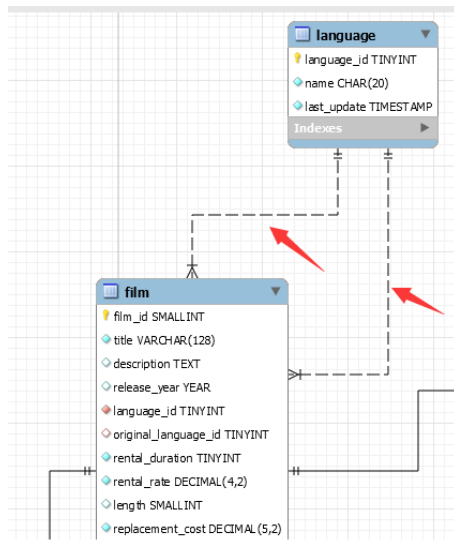 language
language_id TINYINT
name CHAR(20)
last_update TIMESTAMP
Indexes
film
film_id SMALLINT
title VARCHAR(128)
description TEXT
release_year YEAR
language_id TINYINT
original_language_id TINYINT
rental_duration TINYINT
rental_rate DECIMAL(4,2)
length SMALLINT
replacement_cost DECIMAL(5,2)